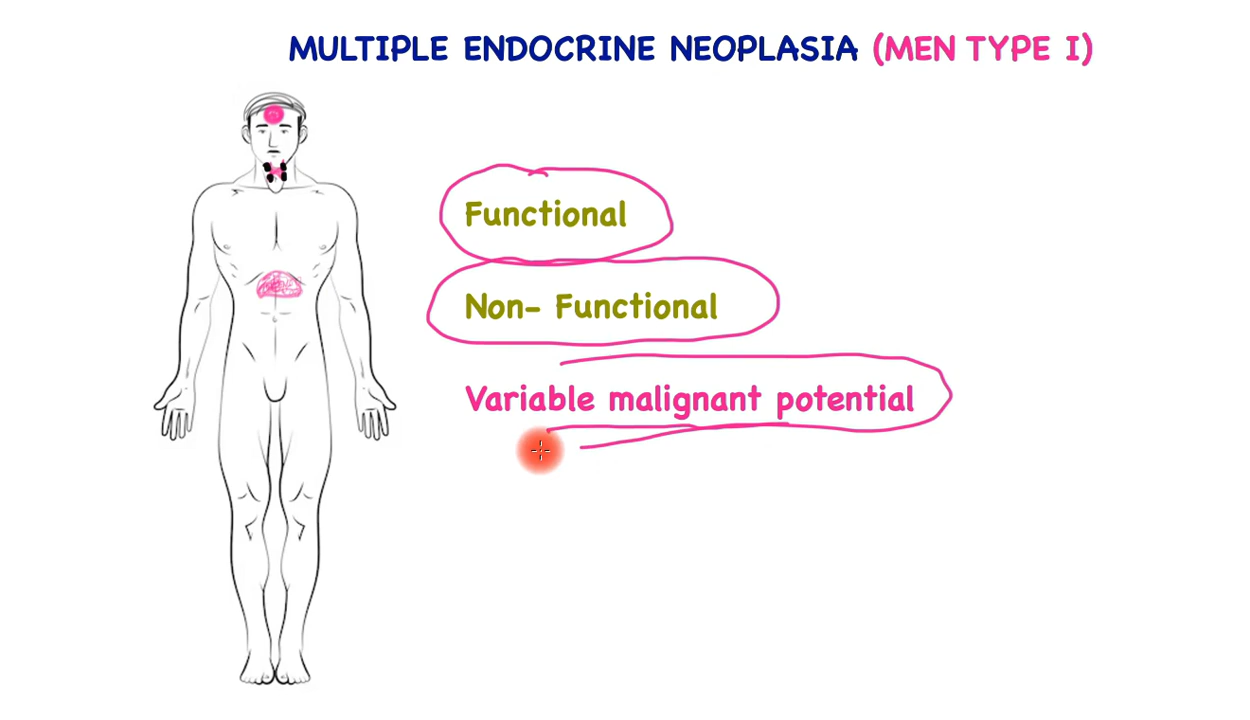 MULTIPLE ENDOCRINE NEOPLASIA (MEN TYPE I)
Functional
Non- Functional
Variable malignant potential